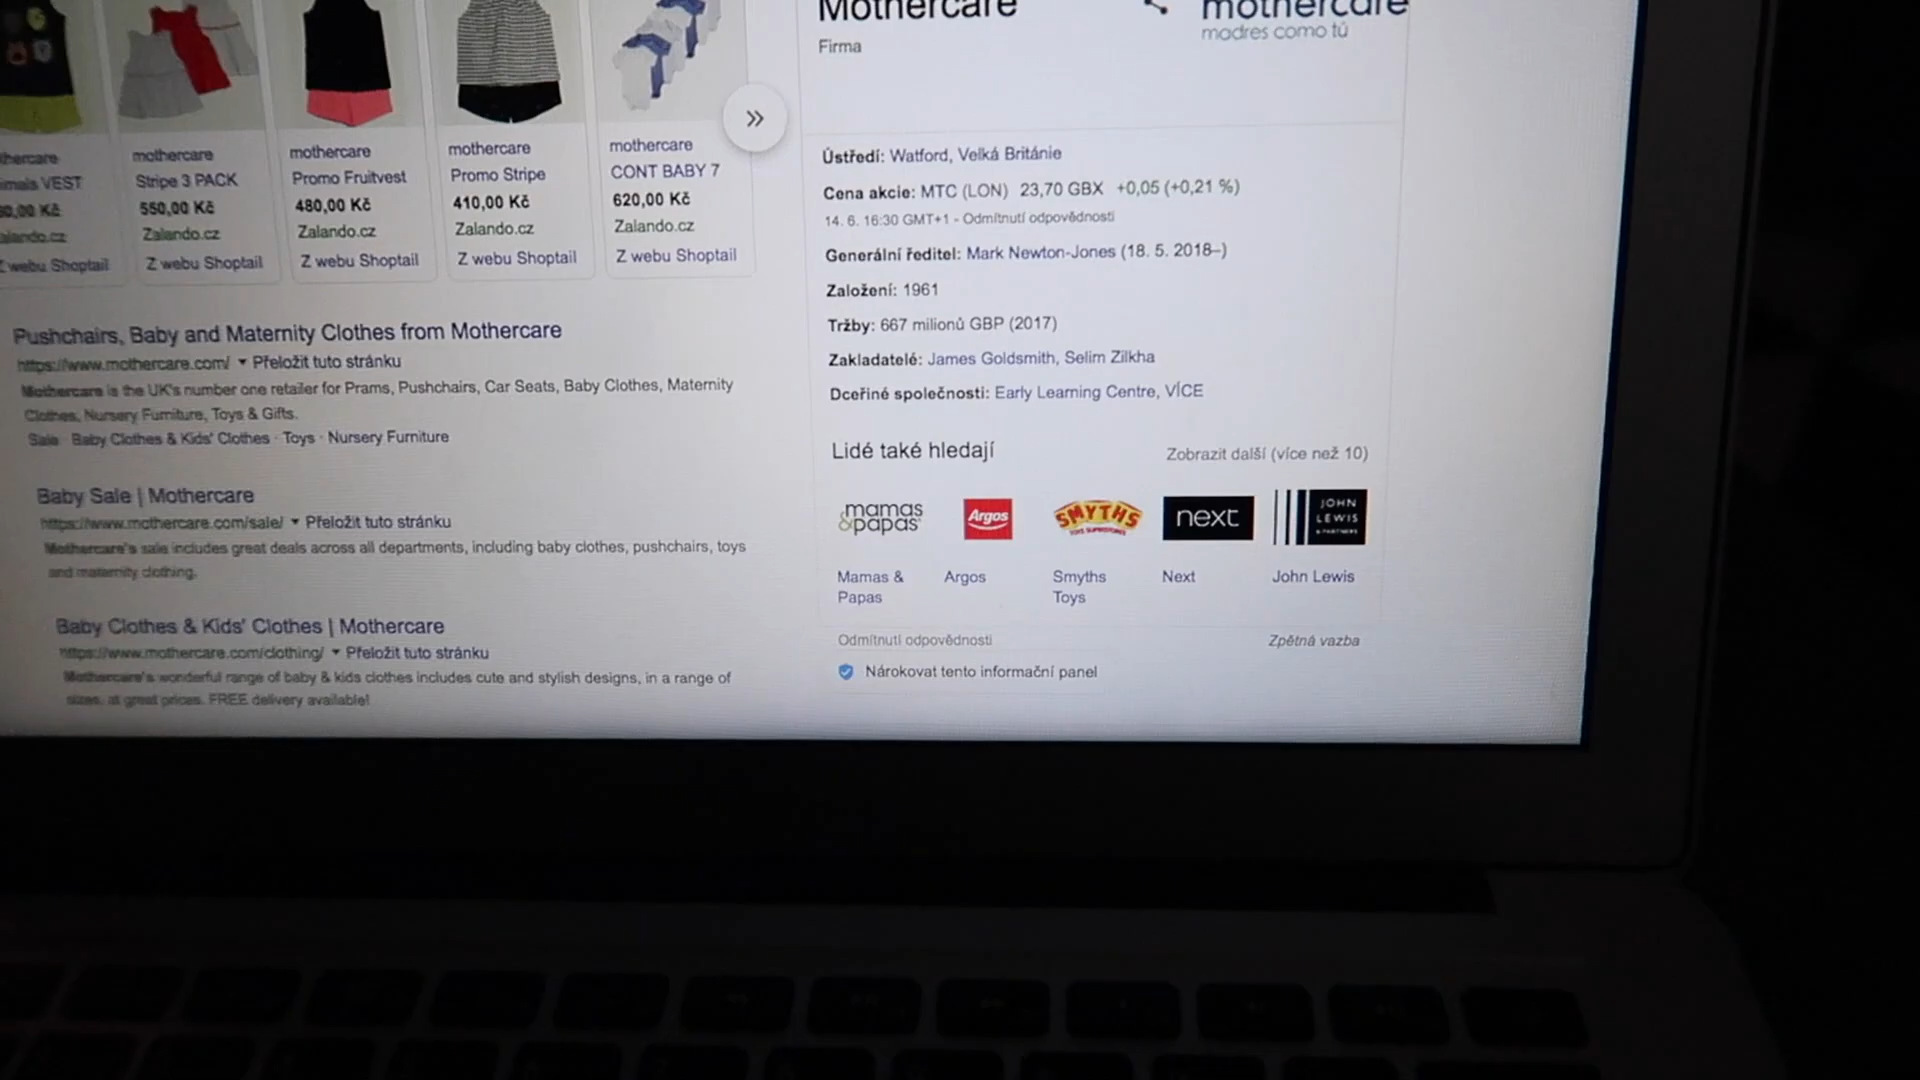 mothercare
Stripe 3 PACK
550,00 Kč
Zalando.cz
Z webu Shoptail
mothercare
Promo Fruitvest
480,00 Kč
Zalando.cz
Z webu Shoptail
mothercare
Promo Stripe
410,00 Kč
Zalando.cz
Z webu Shoptail
mothercare
CONT BABY 7
620,00 Kč
Zalando.cz
Z webu Shoptail
VEST
Z webu Shoptail
»
Pushchairs, Baby and Maternity Clothes from Mothercare
https://www.mothercare.com/ ▾ Přeložit tuto stránku
Mothercare is the UK's number one retailer for Prams, Pushchairs, Car Seats, Baby Clothes, Maternity
Clothes, Nursery Furniture, Toys & Gifts.
Sale · Baby Clothes & Kids' Clothes · Toys · Nursery Furniture
Baby Sale | Mothercare
https://www.mothercare.com/sale/ ▾ Přeložit tuto stránku
Mothercare's sale includes great deals across all departments, including baby clothes, pushchairs, toys
and maternity clothing.
Baby Clothes & Kids' Clothes | Mothercare
https://www.mothercare.com/clothing/ ▾ Přeložit tuto stránku
Mothercare's wonderful range of baby & kids clothes includes cute and stylish designs, in a range of
sizes, at great prices. FREE delivery available!
Mothercare
Firma
mothercare
madres como tú
Ústředí: Watford, Velká Británie
Cena akcie: MTC (LON) 23,70 GBX +0,05 (+0,21 %)
14. 6. 16:30 GMT+1 - Odmítnutí odpovědnosti
Generální ředitel: Mark Newton-Jones (18. 5. 2018–)
Založení: 1961
Tržby: 667 milionů GBP (2017)
Zakladatelé: James Goldsmith, Selim Zilkha
Dceřiné společnosti: Early Learning Centre, VÍCE
Lidé také hledají
Zobrazit další (více než 10)
mamas
&papas
Argos
SMYTHS
TOYS SUPERSTORES
next
JOHN
LEWIS
& PARTNERS
Mamas &
Papas
Argos
Smyths
Toys
Next
John Lewis
Odmítnutí odpovědnosti
Zpětná vazba
Nárokovat tento informační panel